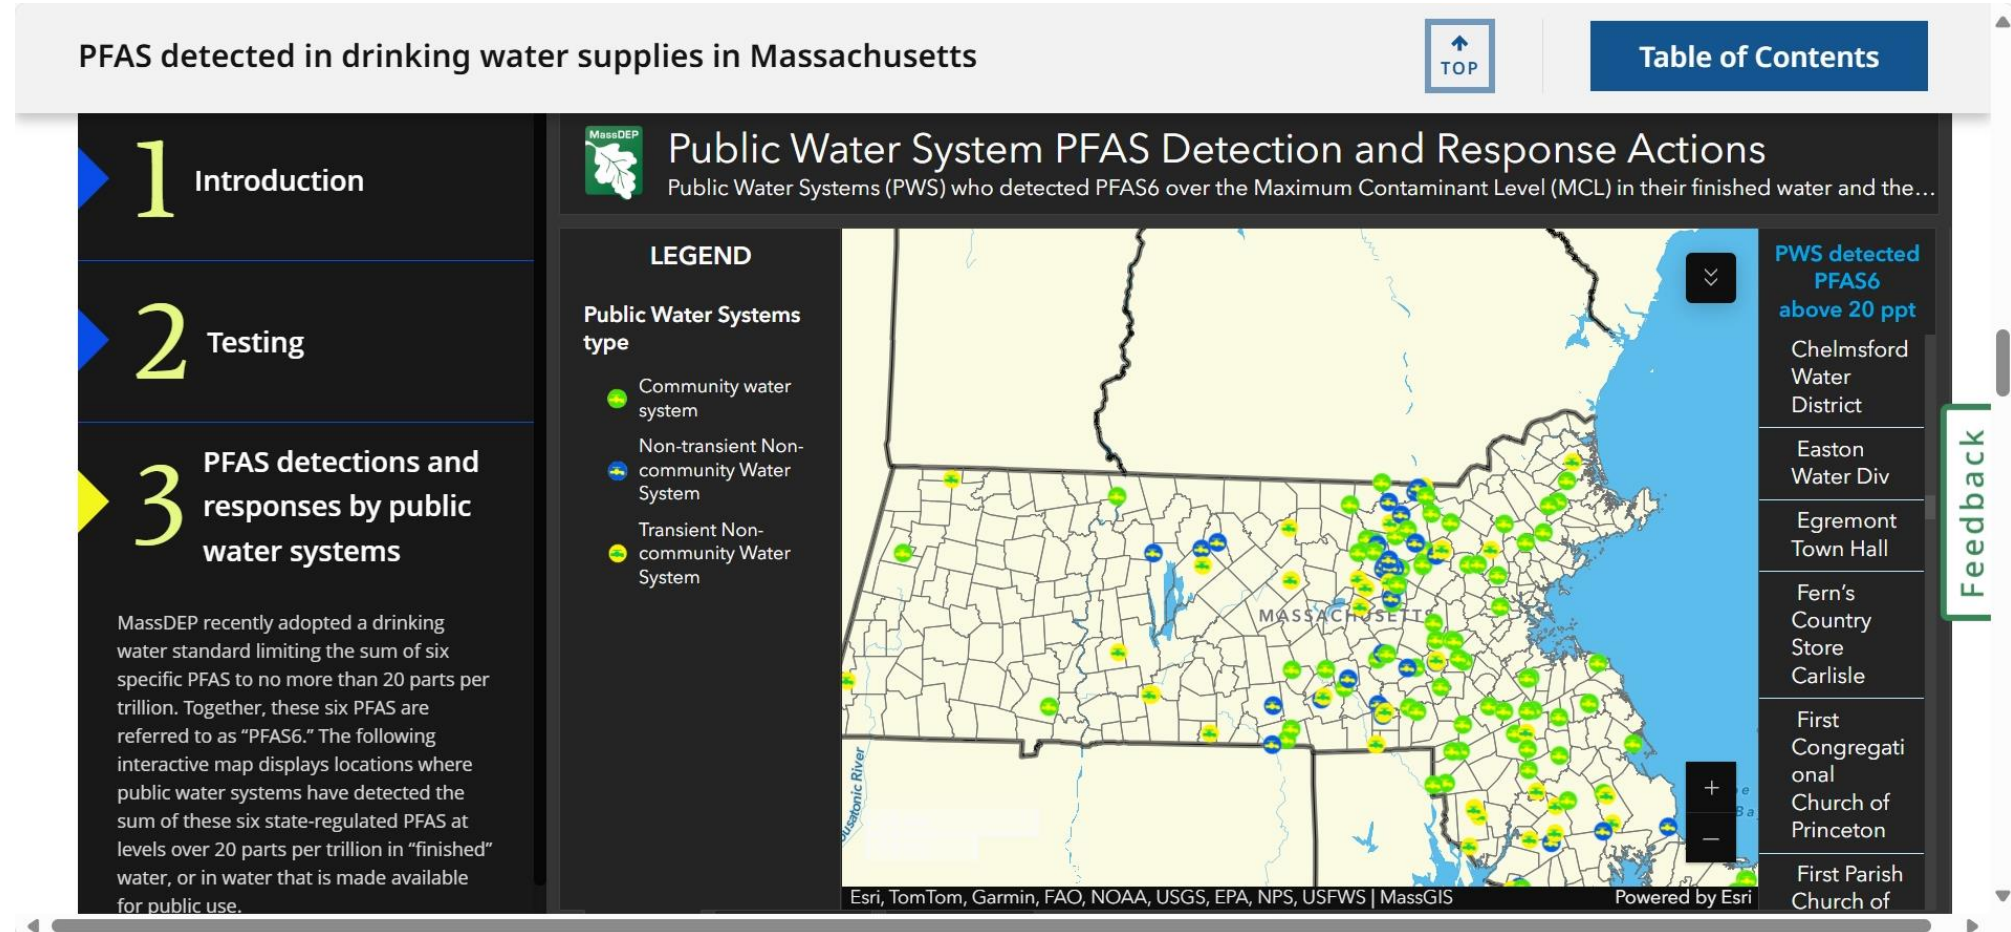 PFAS detected in drinking water supplies in Massachusetts
TOP
Table of Contents
1
Introduction
2
Testing
3
PFAS detections and
responses by public
water systems
MassDEP recently adopted a drinking
water standard limiting the sum of six
specific PFAS to no more than 20 parts per
trillion. Together, these six PFAS are
referred to as “PFAS6.” The following
interactive map displays locations where
public water systems have detected the
sum of these six state-regulated PFAS at
levels over 20 parts per trillion in “finished”
water, or in water that is made available
for public use.
MassDEP
Public Water System PFAS Detection and Response Actions
Public Water Systems (PWS) who detected PFAS6 over the Maximum Contaminant Level (MCL) in their finished water and the...
LEGEND
Public Water Systems
type
Community water
system
Non-transient Non-
community Water
System
Transient Non-
community Water
System
MASSACHUSETTS
ousatonic River
+
−
e
Ba
Esri, TomTom, Garmin, FAO, NOAA, USGS, EPA, NPS, USFWS | MassGIS
Powered by Esri
PWS detected
PFAS6
above 20 ppt
Chelmsford
Water
District
Easton
Water Div
Egremont
Town Hall
Fern’s
Country
Store
Carlisle
First
Congregati
onal
Church of
Princeton
First Parish
Church of
Feedback